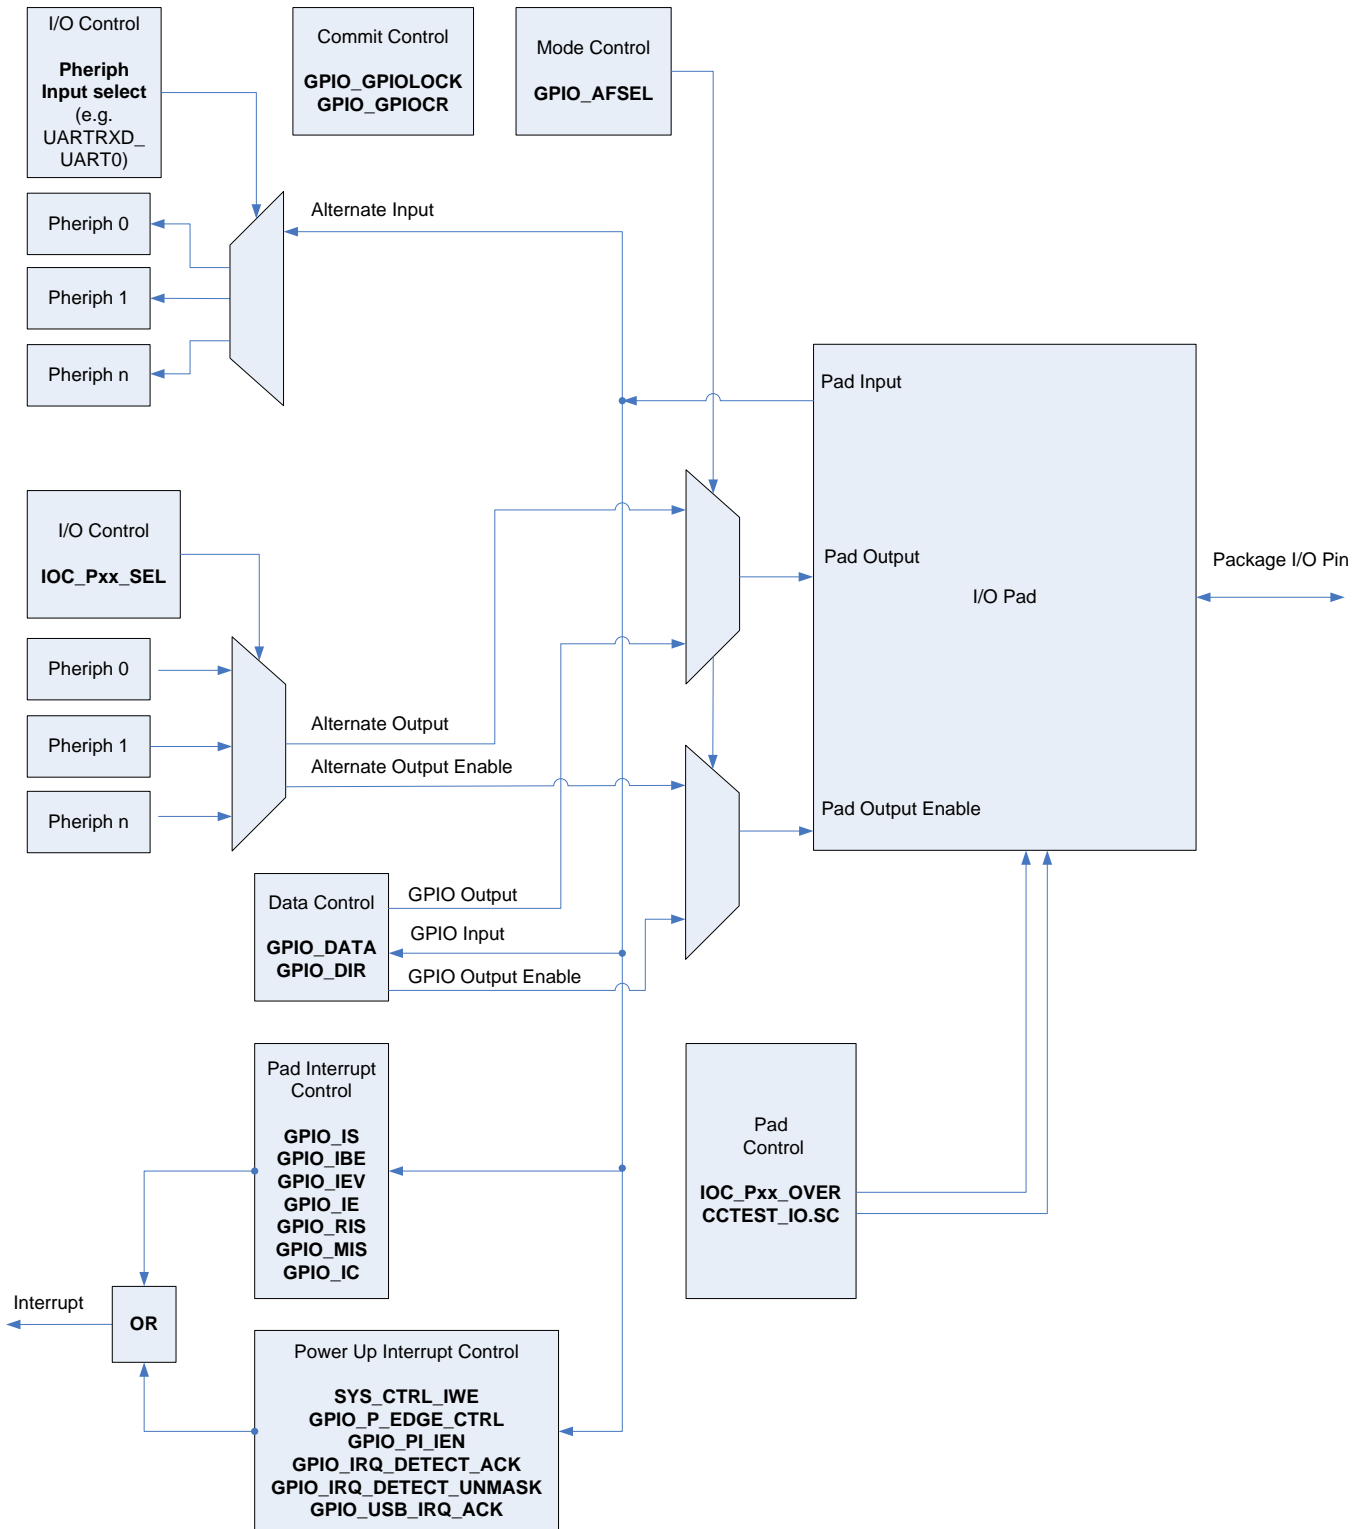 I/O Control
Pheriph
Input select
(e.g.
UARTRXD_
UART0)
Commit Control
GPIO_GPIOLOCK
GPIO_GPIOCR
Mode Control
GPIO_AFSEL
Pheriph 0
Pheriph 1
Pheriph n
Alternate Input
Pad Input
I/O Control
IOC_Pxx_SEL
Pad Output
I/O Pad
Package I/O Pin
Pheriph 0
Pheriph 1
Pheriph n
Alternate Output
Alternate Output Enable
Pad Output Enable
Data Control
GPIO_DATA
GPIO_DIR
GPIO Output
GPIO Input
GPIO Output Enable
Pad Interrupt
Control
GPIO_IS
GPIO_IBE
GPIO_IEV
GPIO_IE
GPIO_RIS
GPIO_MIS
GPIO_IC
Pad
Control
IOC_Pxx_OVER
CCTEST_IO.SC
Interrupt
OR
Power Up Interrupt Control
SYS_CTRL_IWE
GPIO_P_EDGE_CTRL
GPIO_PI_IEN
GPIO_IRQ_DETECT_ACK
GPIO_IRQ_DETECT_UNMASK
GPIO_USB_IRQ_ACK